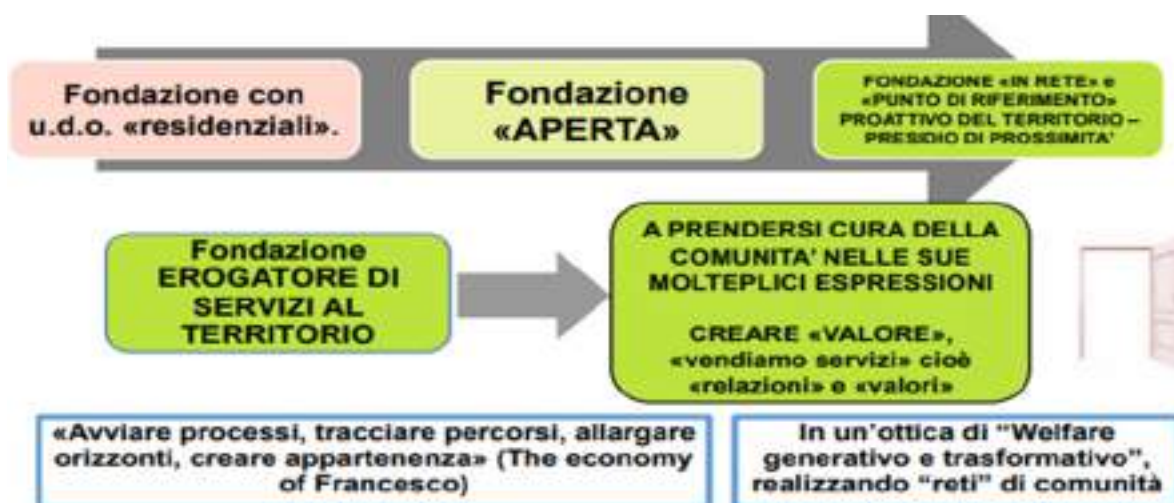 Fondazione con
u.d.o. «residenziali».
Fondazione
«APERTA»
FONDAZIONE «IN RETE» e
«PUNTO DI RIFERIMENTO»
PROATTIVO DEL TERRITORIO –
PRESIDIO DI PROSSIMITA'
Fondazione
EROGATORE DI
SERVIZI AL
TERRITORIO
A PRENDERSI CURA DELLA
COMUNITA' NELLE SUE
MOLTEPLICI ESPRESSIONI
CREARE «VALORE»,
«vendiamo servizi» cioè
«relazioni» e «valori»
«Avviare processi, tracciare percorsi, allargare
orizzonti, creare appartenenza» (The economy
of Francesco)
In un'ottica di "Welfare
generativo e trasformativo",
realizzando "reti" di comunità